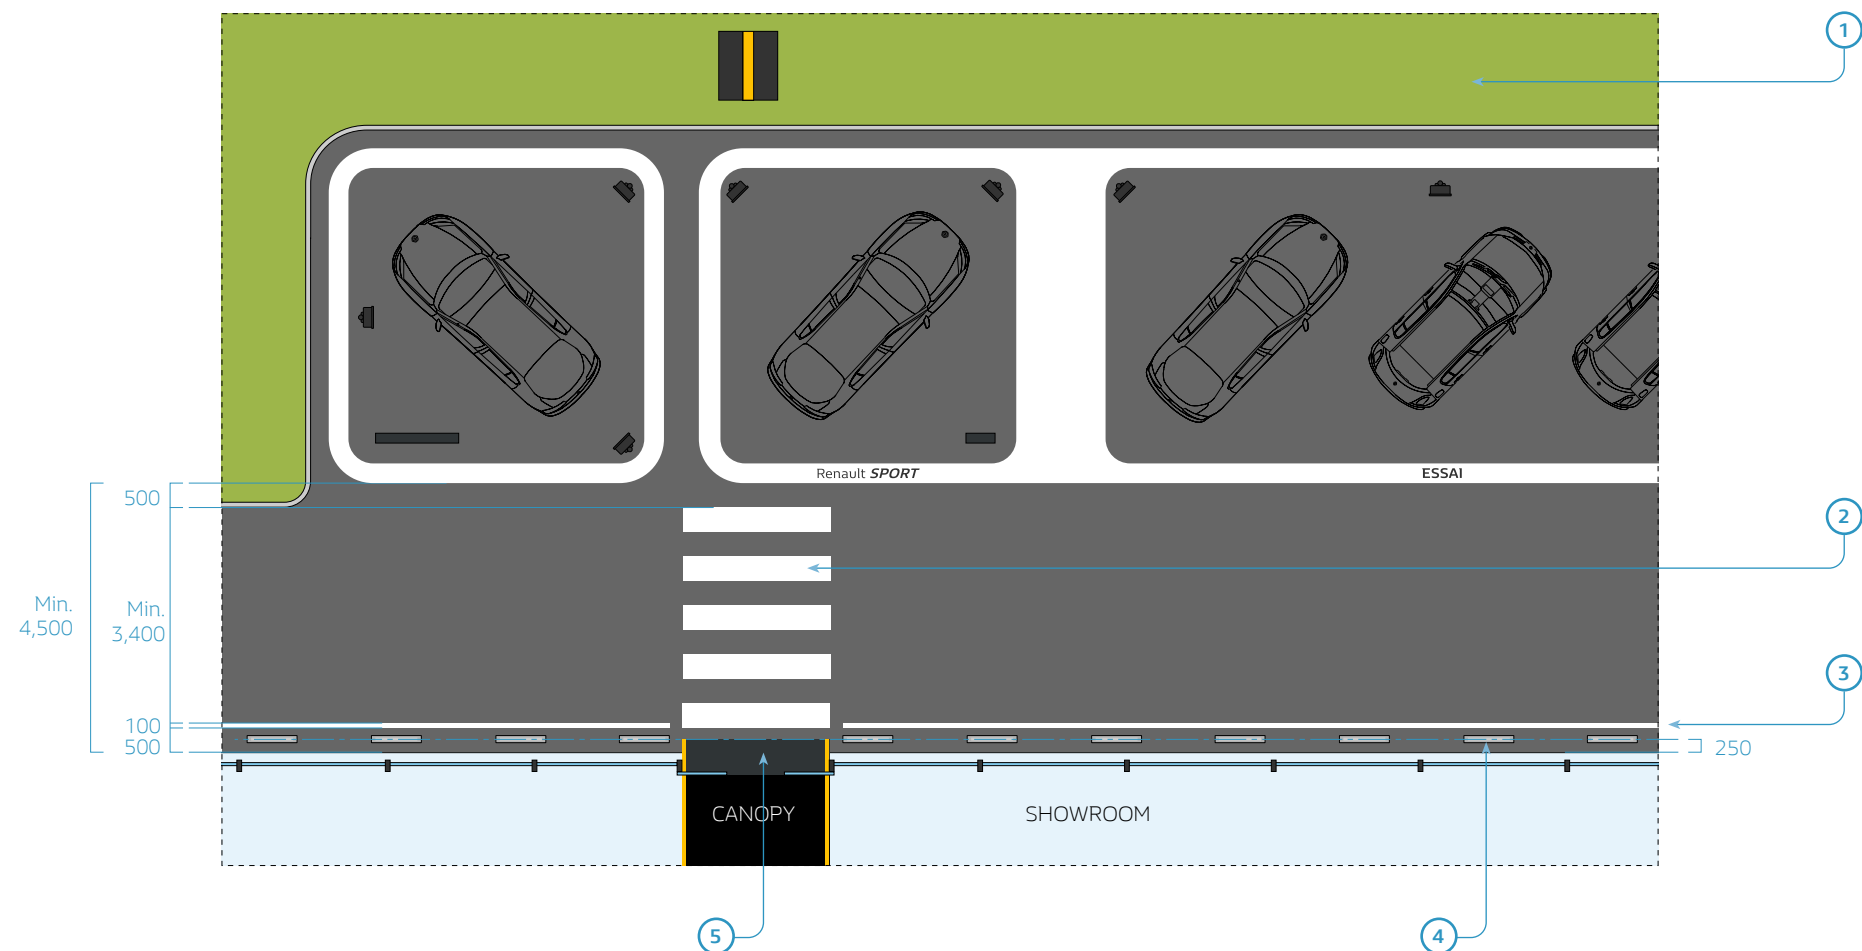 1
Renault SPORT
ESSAI
500
2
Min.
4,500
Min.
3,400
3
100
500
250
CANOPY
SHOWROOM
5
4